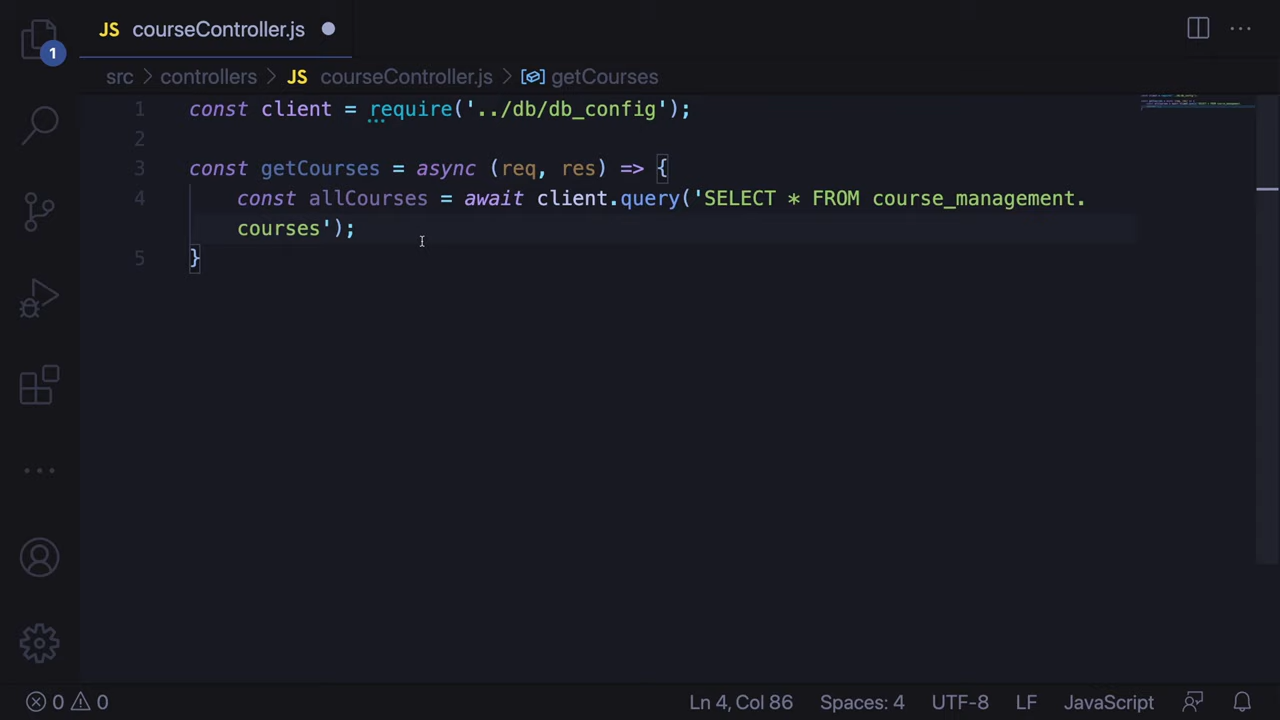 JS courseController.js
1
src > controllers > JS courseController.js > getCourses
1 const client = require('../db/db_config');
2
3 const getCourses = async (req, res) => {
4 const allCourses = await client.query('SELECT * FROM course_management.
courses');
5 }
0 0
Ln 4, Col 86 Spaces: 4 UTF-8 LF JavaScript